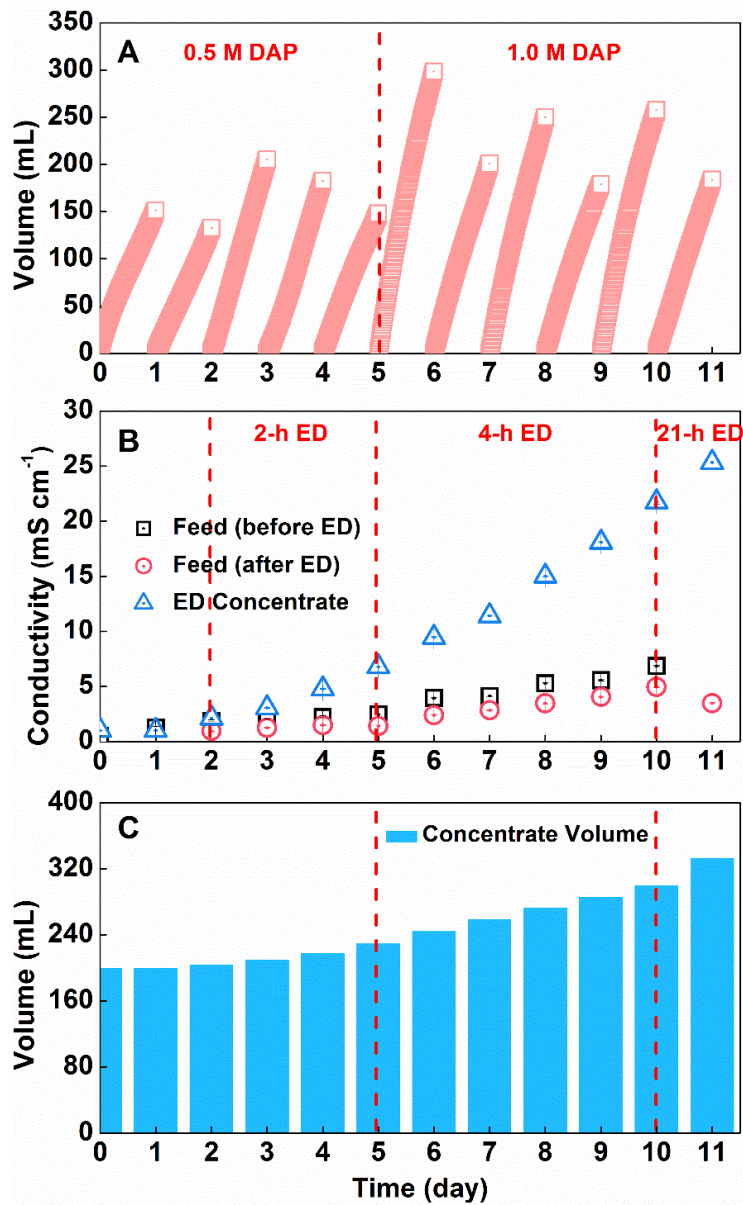 A
0.5 M DAP
1.0 M DAP
Volume (mL)
350
300
250
200
150
100
50
0
0 1 2 3 4 5 6 7 8 9 10 11
B
2-h ED
4-h ED
21-h ED
Conductivity (mS cm⁻¹)
30
25
20
15
10
5
0
Feed (before ED)
Feed (after ED)
ED Concentrate
0 1 2 3 4 5 6 7 8 9 10 11
C
Concentrate Volume
Volume (mL)
400
320
240
160
80
0
0 1 2 3 4 5 6 7 8 9 10 11
Time (day)